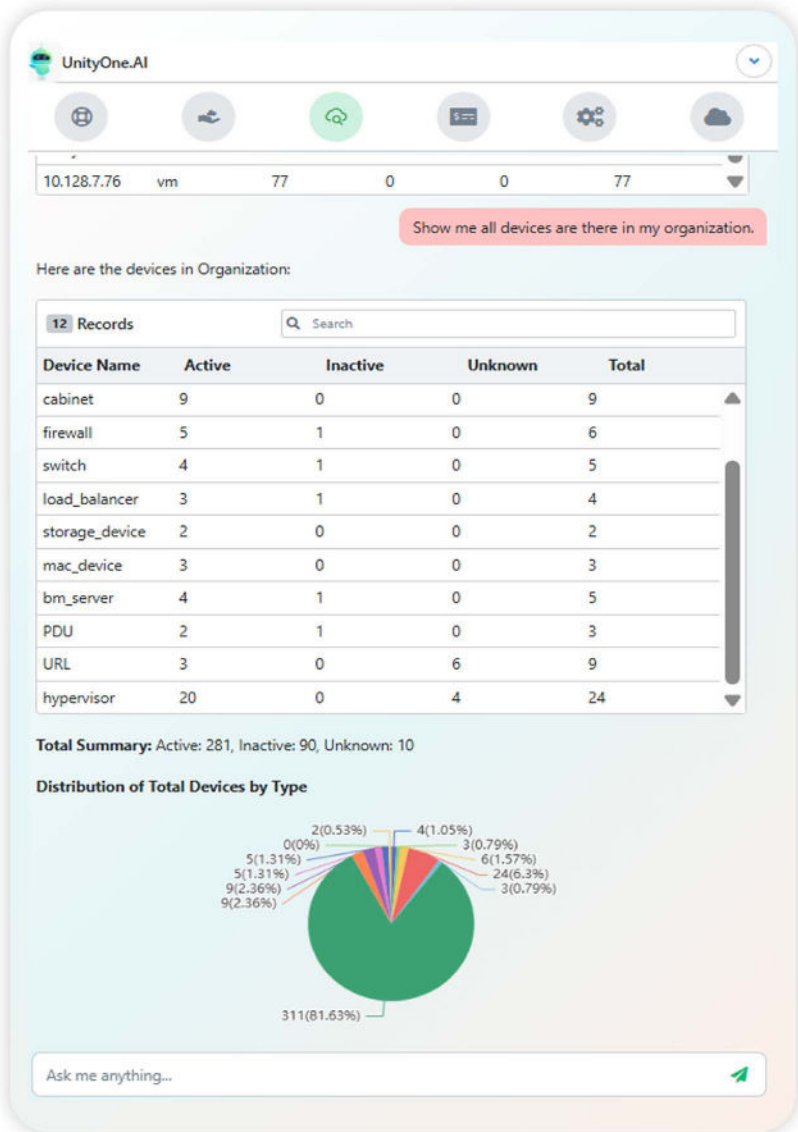 UnityOne.AI
10.128.7.76 vm 77 0 0 77
Show me all devices are there in my organization.
Here are the devices in Organization:
12 Records
Search
Device Name Active Inactive Unknown Total
cabinet 9 0 0 9
firewall 5 1 0 6
switch 4 1 0 5
load_balancer 3 1 0 4
storage_device 2 0 0 2
mac_device 3 0 0 3
bm_server 4 1 0 5
PDU 2 1 0 3
URL 3 0 6 9
hypervisor 20 0 4 24
Total Summary: Active: 281, Inactive: 90, Unknown: 10
Distribution of Total Devices by Type
2(0.53%) 4(1.05%)
0(0%) 3(0.79%)
5(1.31%) 6(1.57%)
5(1.31%) 24(6.3%)
9(2.36%) 3(0.79%)
9(2.36%)
311(81.63%)
Ask me anything...